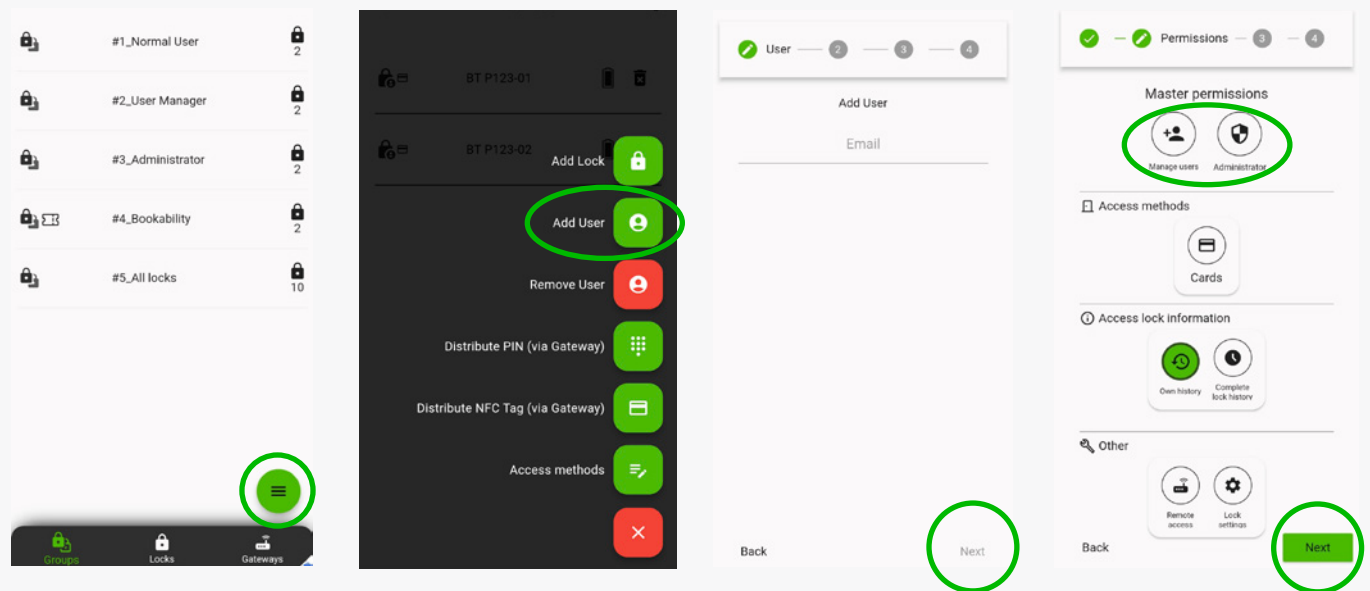 #1_Normal User
2
#2_User Manager
2
#3_Administrator
2
#4_Bookability
2
#5_All locks
10
Groups
Locks
Gateways
BT P123-01
BT P123-02
Add Lock
Add User
Remove User
Distribute PIN (via Gateway)
Distribute NFC Tag (via Gateway)
Access methods
User
2
3
4
Add User
Email
Back
Next
Permissions
3
4
Master permissions
Manage users
Administrator
Access methods
Cards
Access lock information
Own history
Complete
lock history
Other
Remote
access
Lock
settings
Back
Next